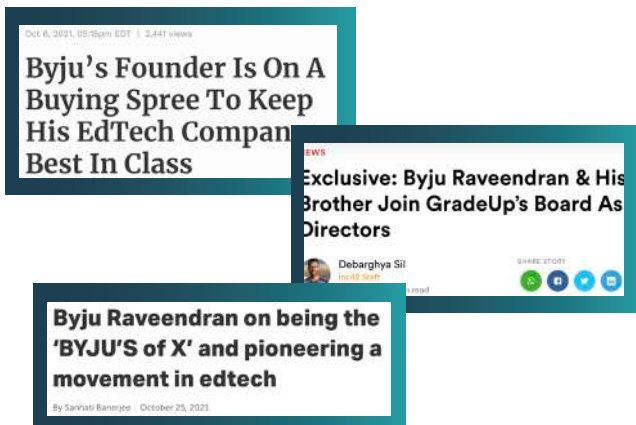 Oct 6, 2021, 05:15pm EDT | 2,441 views
Byju's Founder Is On A
Buying Spree To Keep
His EdTech Compan
Best In Class
EWS
Exclusive: Byju Raveendran & His
Brother Join GradeUp's Board As
Directors
Debarghya Sil
Inc42 Staff
n read
SHARE STORY
Byju Raveendran on being the
'BYJU'S of X' and pioneering a
movement in edtech
By Sanhati Banerjee | October 25, 2021